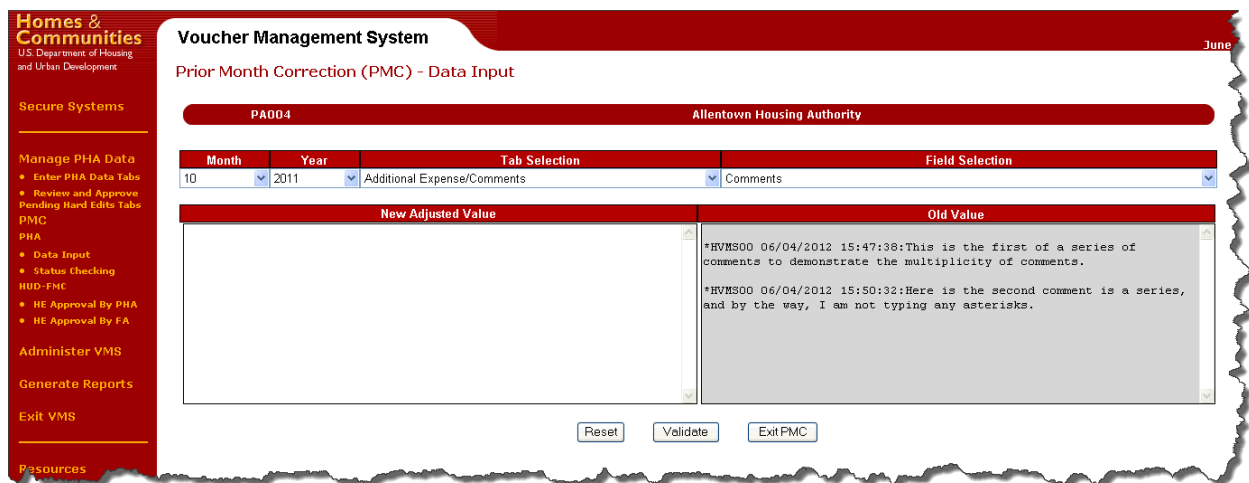 Homes &
Communities
U.S. Department of Housing
and Urban Development
Secure Systems
Manage PHA Data
• Enter PHA Data Tabs
• Review and Approve
Pending Hard Edits Tabs
PMC
PHA
• Data Input
• Status Checking
HUD-FMC
• HE Approval By PHA
• HE Approval By FA
Administer VMS
Generate Reports
Exit VMS
Resources
Voucher Management System
June
Prior Month Correction (PMC) - Data Input
PA004 Allentown Housing Authority
Month Year Tab Selection Field Selection
10 2011 Additional Expense/Comments Comments
New Adjusted Value Old Value
*HVMS00 06/04/2012 15:47:38:This is the first of a series of
comments to demonstrate the multiplicity of comments.
*HVMS00 06/04/2012 15:50:32:Here is the second comment is a series,
and by the way, I am not typing any asterisks.
Reset Validate Exit PMC